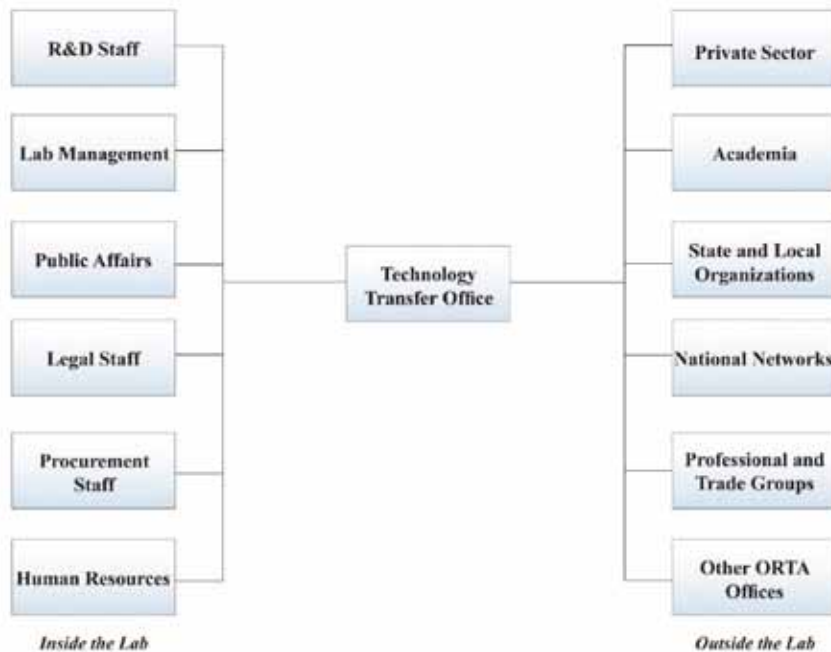 R&D Staff
Lab Management
Public Affairs
Legal Staff
Procurement
Staff
Human Resources
Inside the Lab
Technology
Transfer Office
Private Sector
Academia
State and Local
Organizations
National Networks
Professional and
Trade Groups
Other ORTA
Offices
Outside the Lab